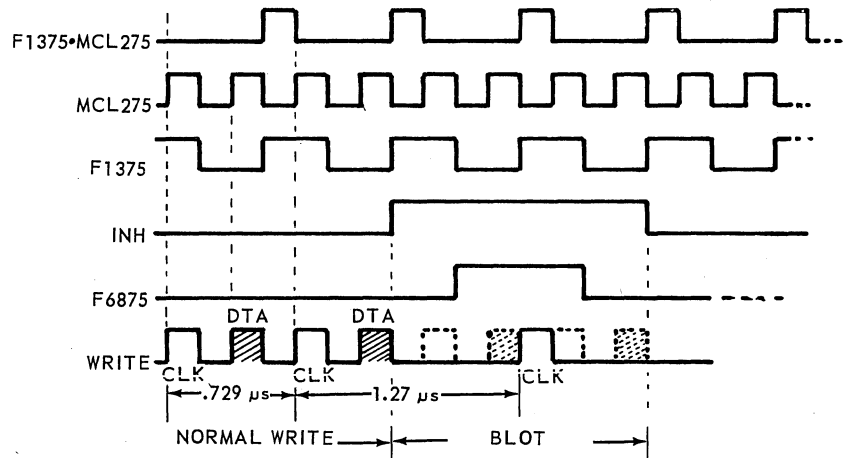 F1375•MCL275
MCL275
F1375
INH
F6875
DTA DTA
WRITE
CLK CLK CLK
.729 µs 1.27 µs
NORMAL WRITE BLOT